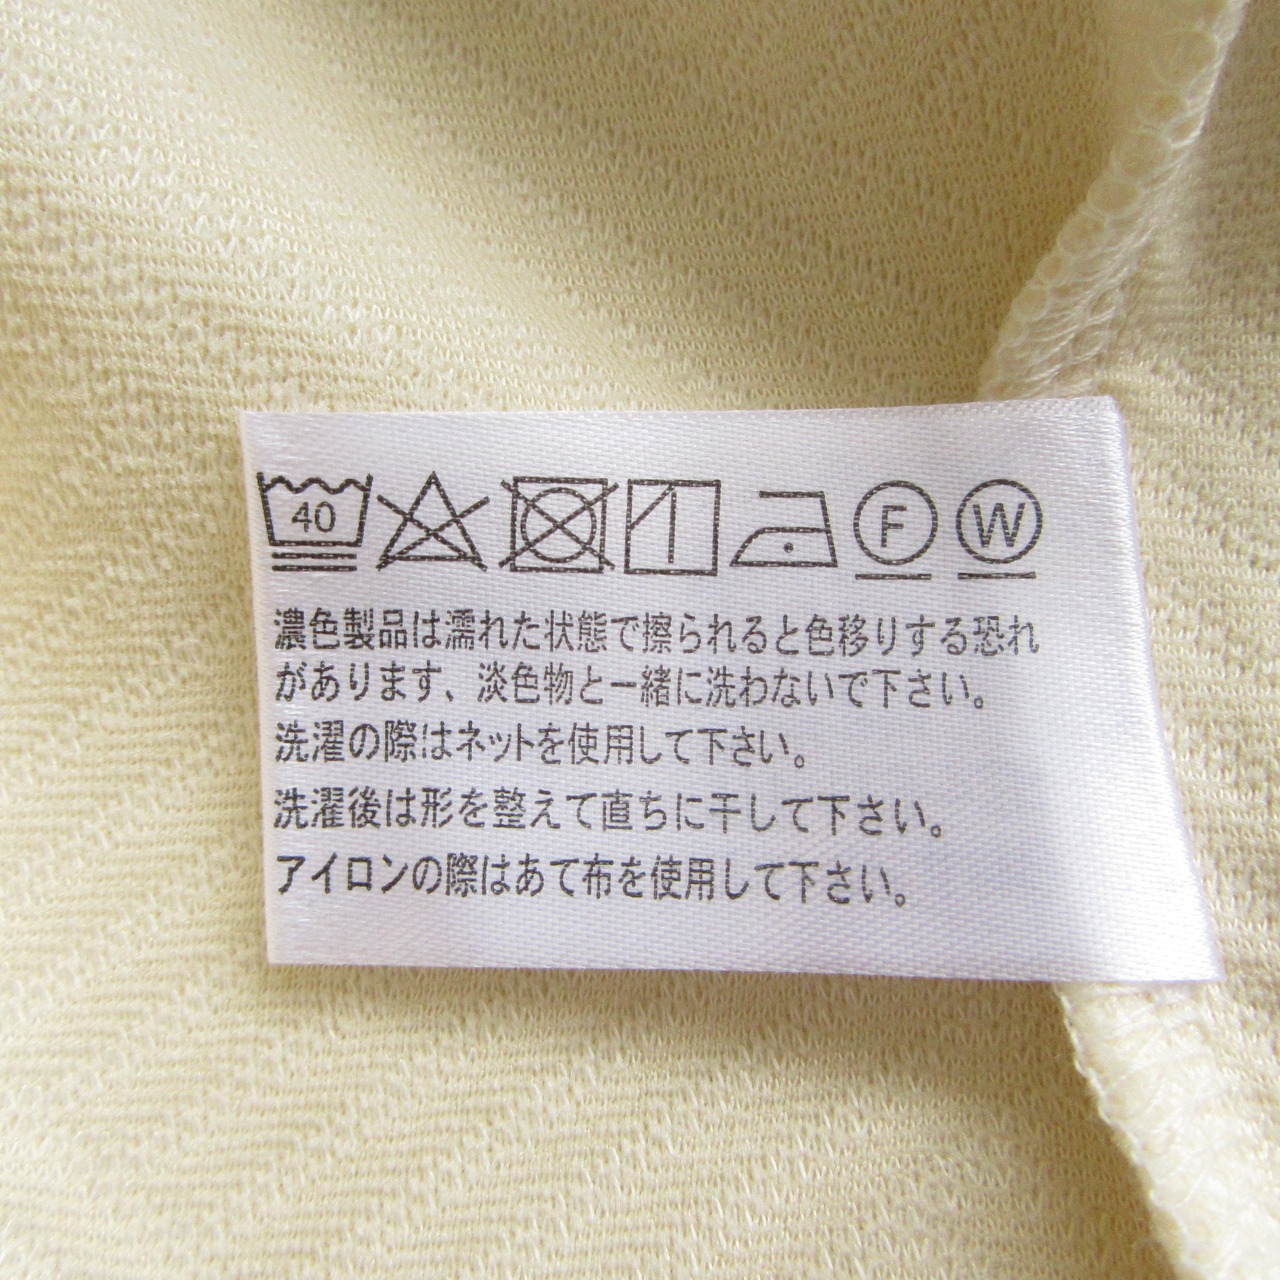 40 F W
濃色製品は濡れた状態で擦られると色移りする恐れ
があります、淡色物と一緒に洗わないで下さい。
洗濯の際はネットを使用して下さい。
洗濯後は形を整えて直ちに干して下さい。
アイロンの際はあて布を使用して下さい。